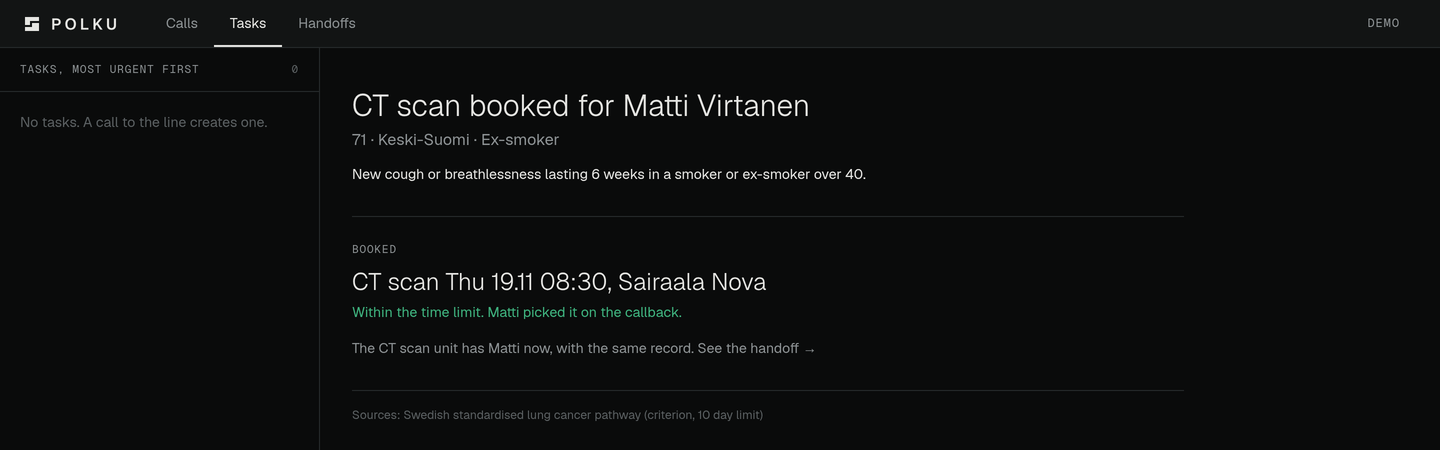 POLKU
Calls
Tasks
Handoffs
DEMO
TASKS, MOST URGENT FIRST 0
No tasks. A call to the line creates one.
CT scan booked for Matti Virtanen
71 · Keski-Suomi · Ex-smoker
New cough or breathlessness lasting 6 weeks in a smoker or ex-smoker over 40.
BOOKED
CT scan Thu 19.11 08:30, Sairaala Nova
Within the time limit. Matti picked it on the callback.
The CT scan unit has Matti now, with the same record. See the handoff →
Sources: Swedish standardised lung cancer pathway (criterion, 10 day limit)